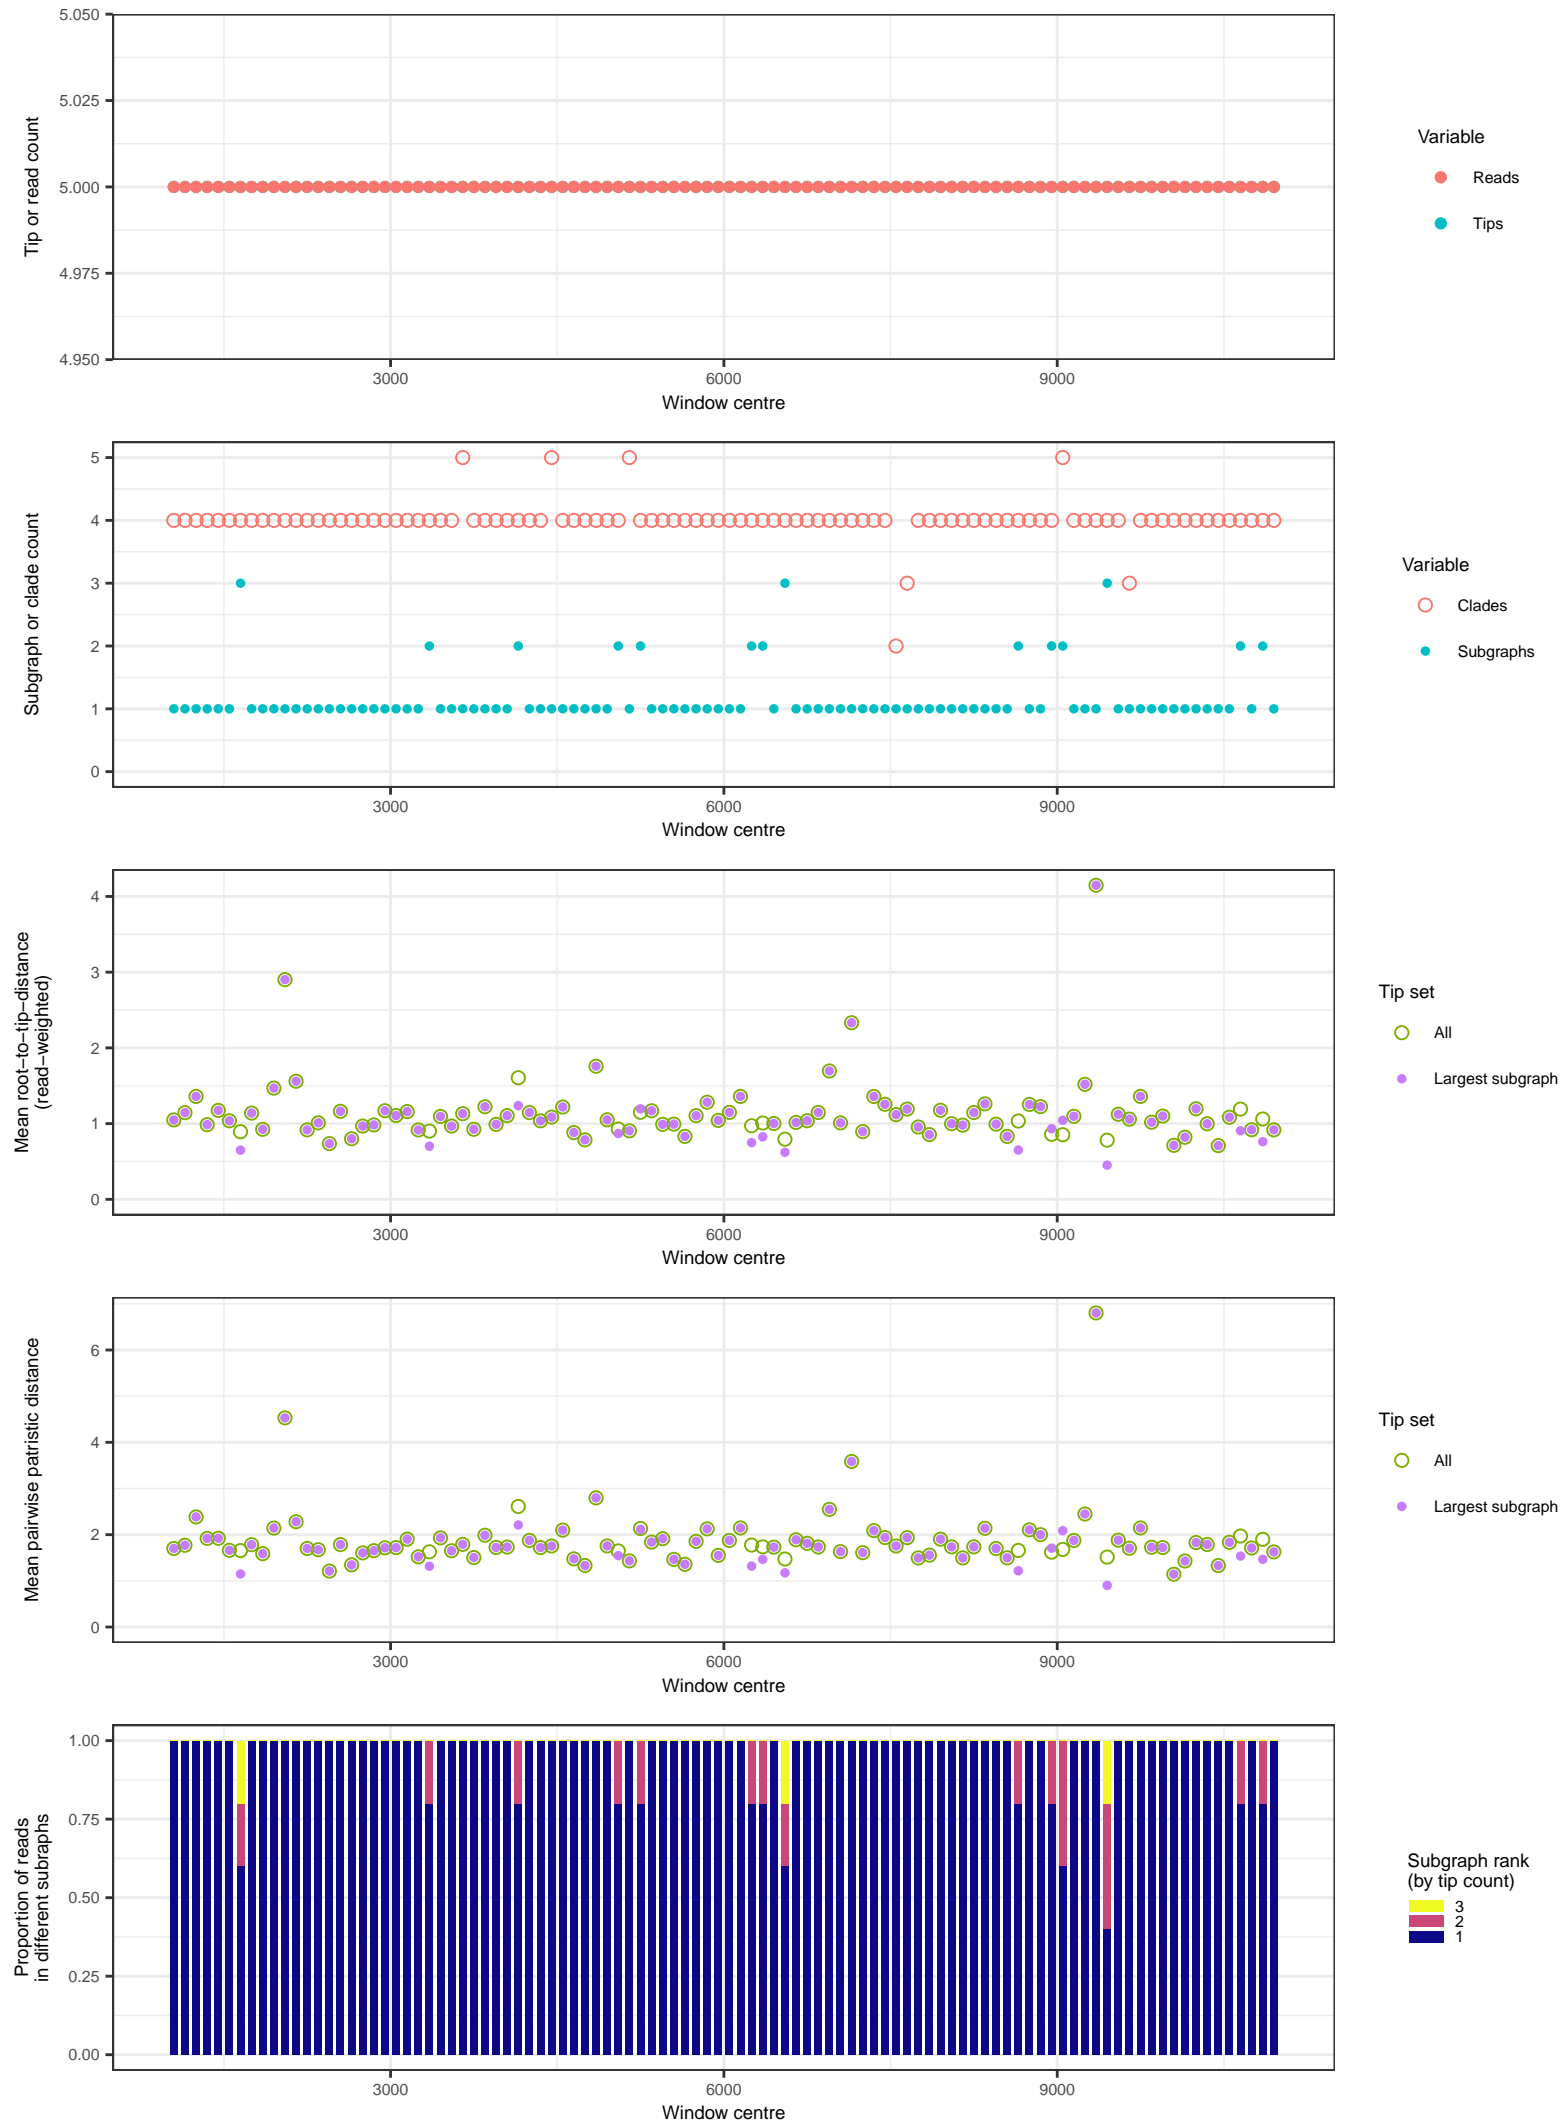 5.050
5.025
5.000
4.975
4.950
Tip or read count
3000 6000 9000
Window centre
Variable
Reads
Tips
5
4
3
2
1
0
Subgraph or clade count
3000 6000 9000
Window centre
Variable
Clades
Subgraphs
4
3
2
1
0
Mean root−to−tip−distance
(read−weighted)
3000 6000 9000
Window centre
Tip set
All
Largest subgraph
6
4
2
0
Mean pairwise patristic distance
3000 6000 9000
Window centre
Tip set
All
Largest subgraph
1.00
0.75
0.50
0.25
0.00
Proportion of reads
in different subraphs
3000 6000 9000
Window centre
Subgraph rank
(by tip count)
3
2
1